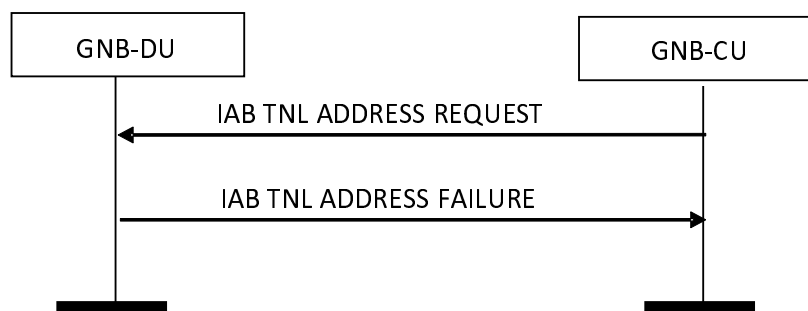 GNB-DU
GNB-CU
IAB TNL ADDRESS REQUEST
IAB TNL ADDRESS FAILURE